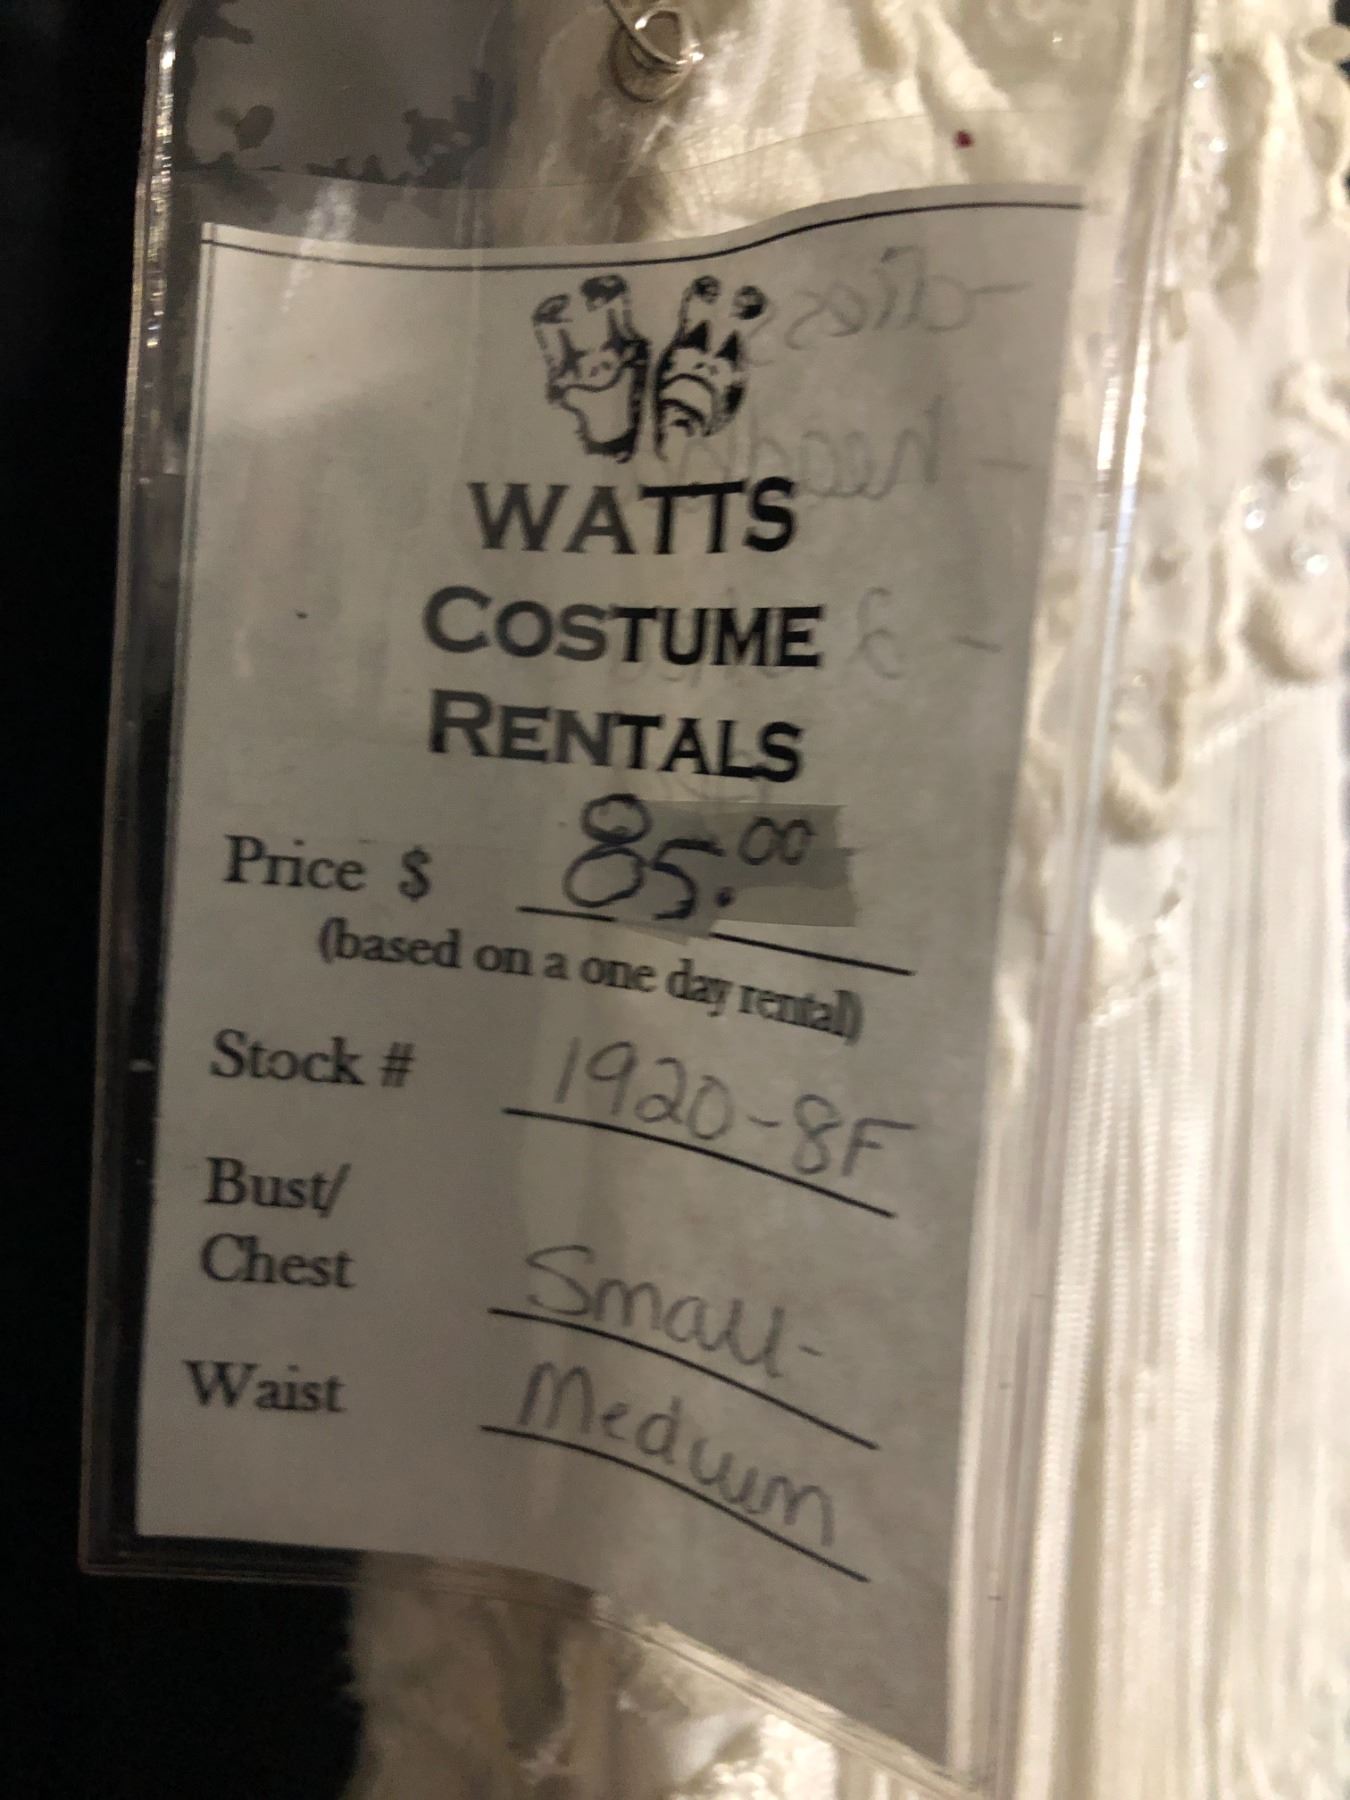 WATTS
COSTUME
RENTALS
Price $ 85.00
(based on a one day rental)
Stock # 1920-8F
Bust/
Chest Small-
Waist Medium